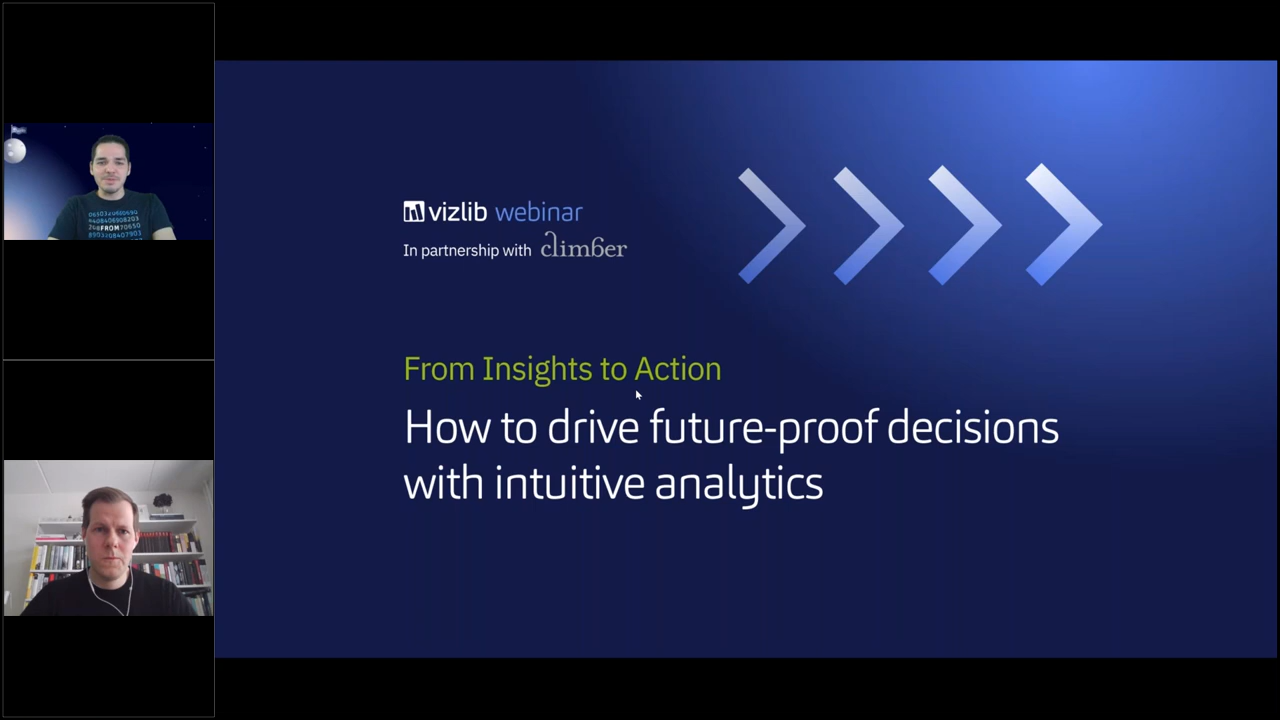 vizlib webinar
In partnership with climber
From Insights to Action
How to drive future-proof decisions
with intuitive analytics
FROM